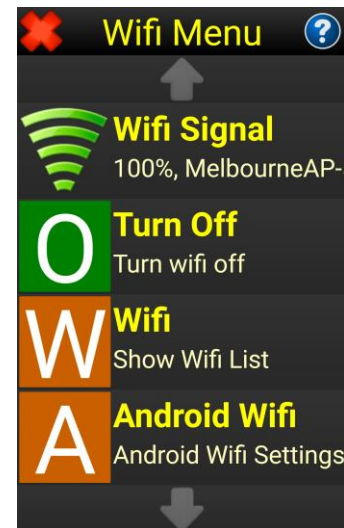 Wifi Menu ?
Wifi Signal
100%, MelbourneAP-
O
Turn Off
Turn wifi off
W
Wifi
Show Wifi List
A
Android Wifi
Android Wifi Settings